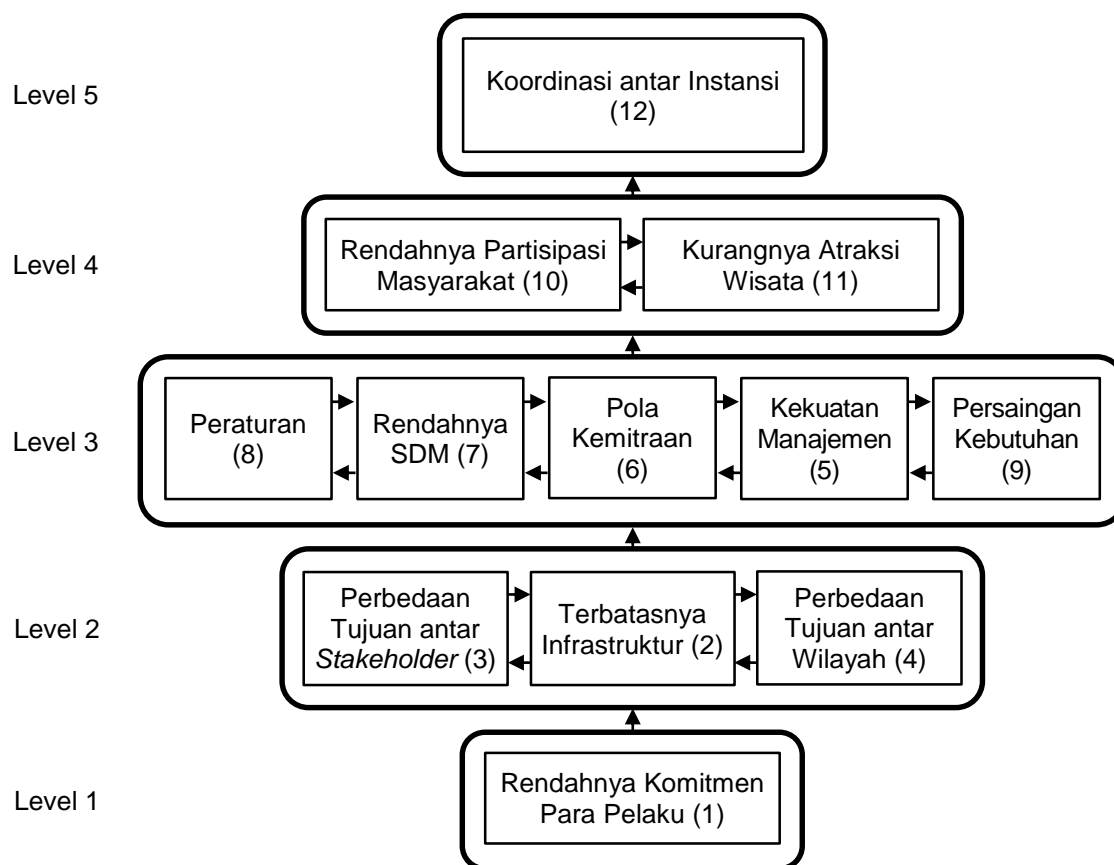 Level 5
Koordinasi antar Instansi
(12)
Level 4
Rendahnya Partisipasi
Masyarakat (10)
Kurangnya Atraksi
Wisata (11)
Level 3
Peraturan
(8)
Rendahnya
SDM (7)
Pola
Kemitraan
(6)
Kekuatan
Manajemen
(5)
Persaingan
Kebutuhan
(9)
Level 2
Perbedaan
Tujuan antar
Stakeholder (3)
Terbatasnya
Infrastruktur (2)
Perbedaan
Tujuan antar
Wilayah (4)
Level 1
Rendahnya Komitmen
Para Pelaku (1)